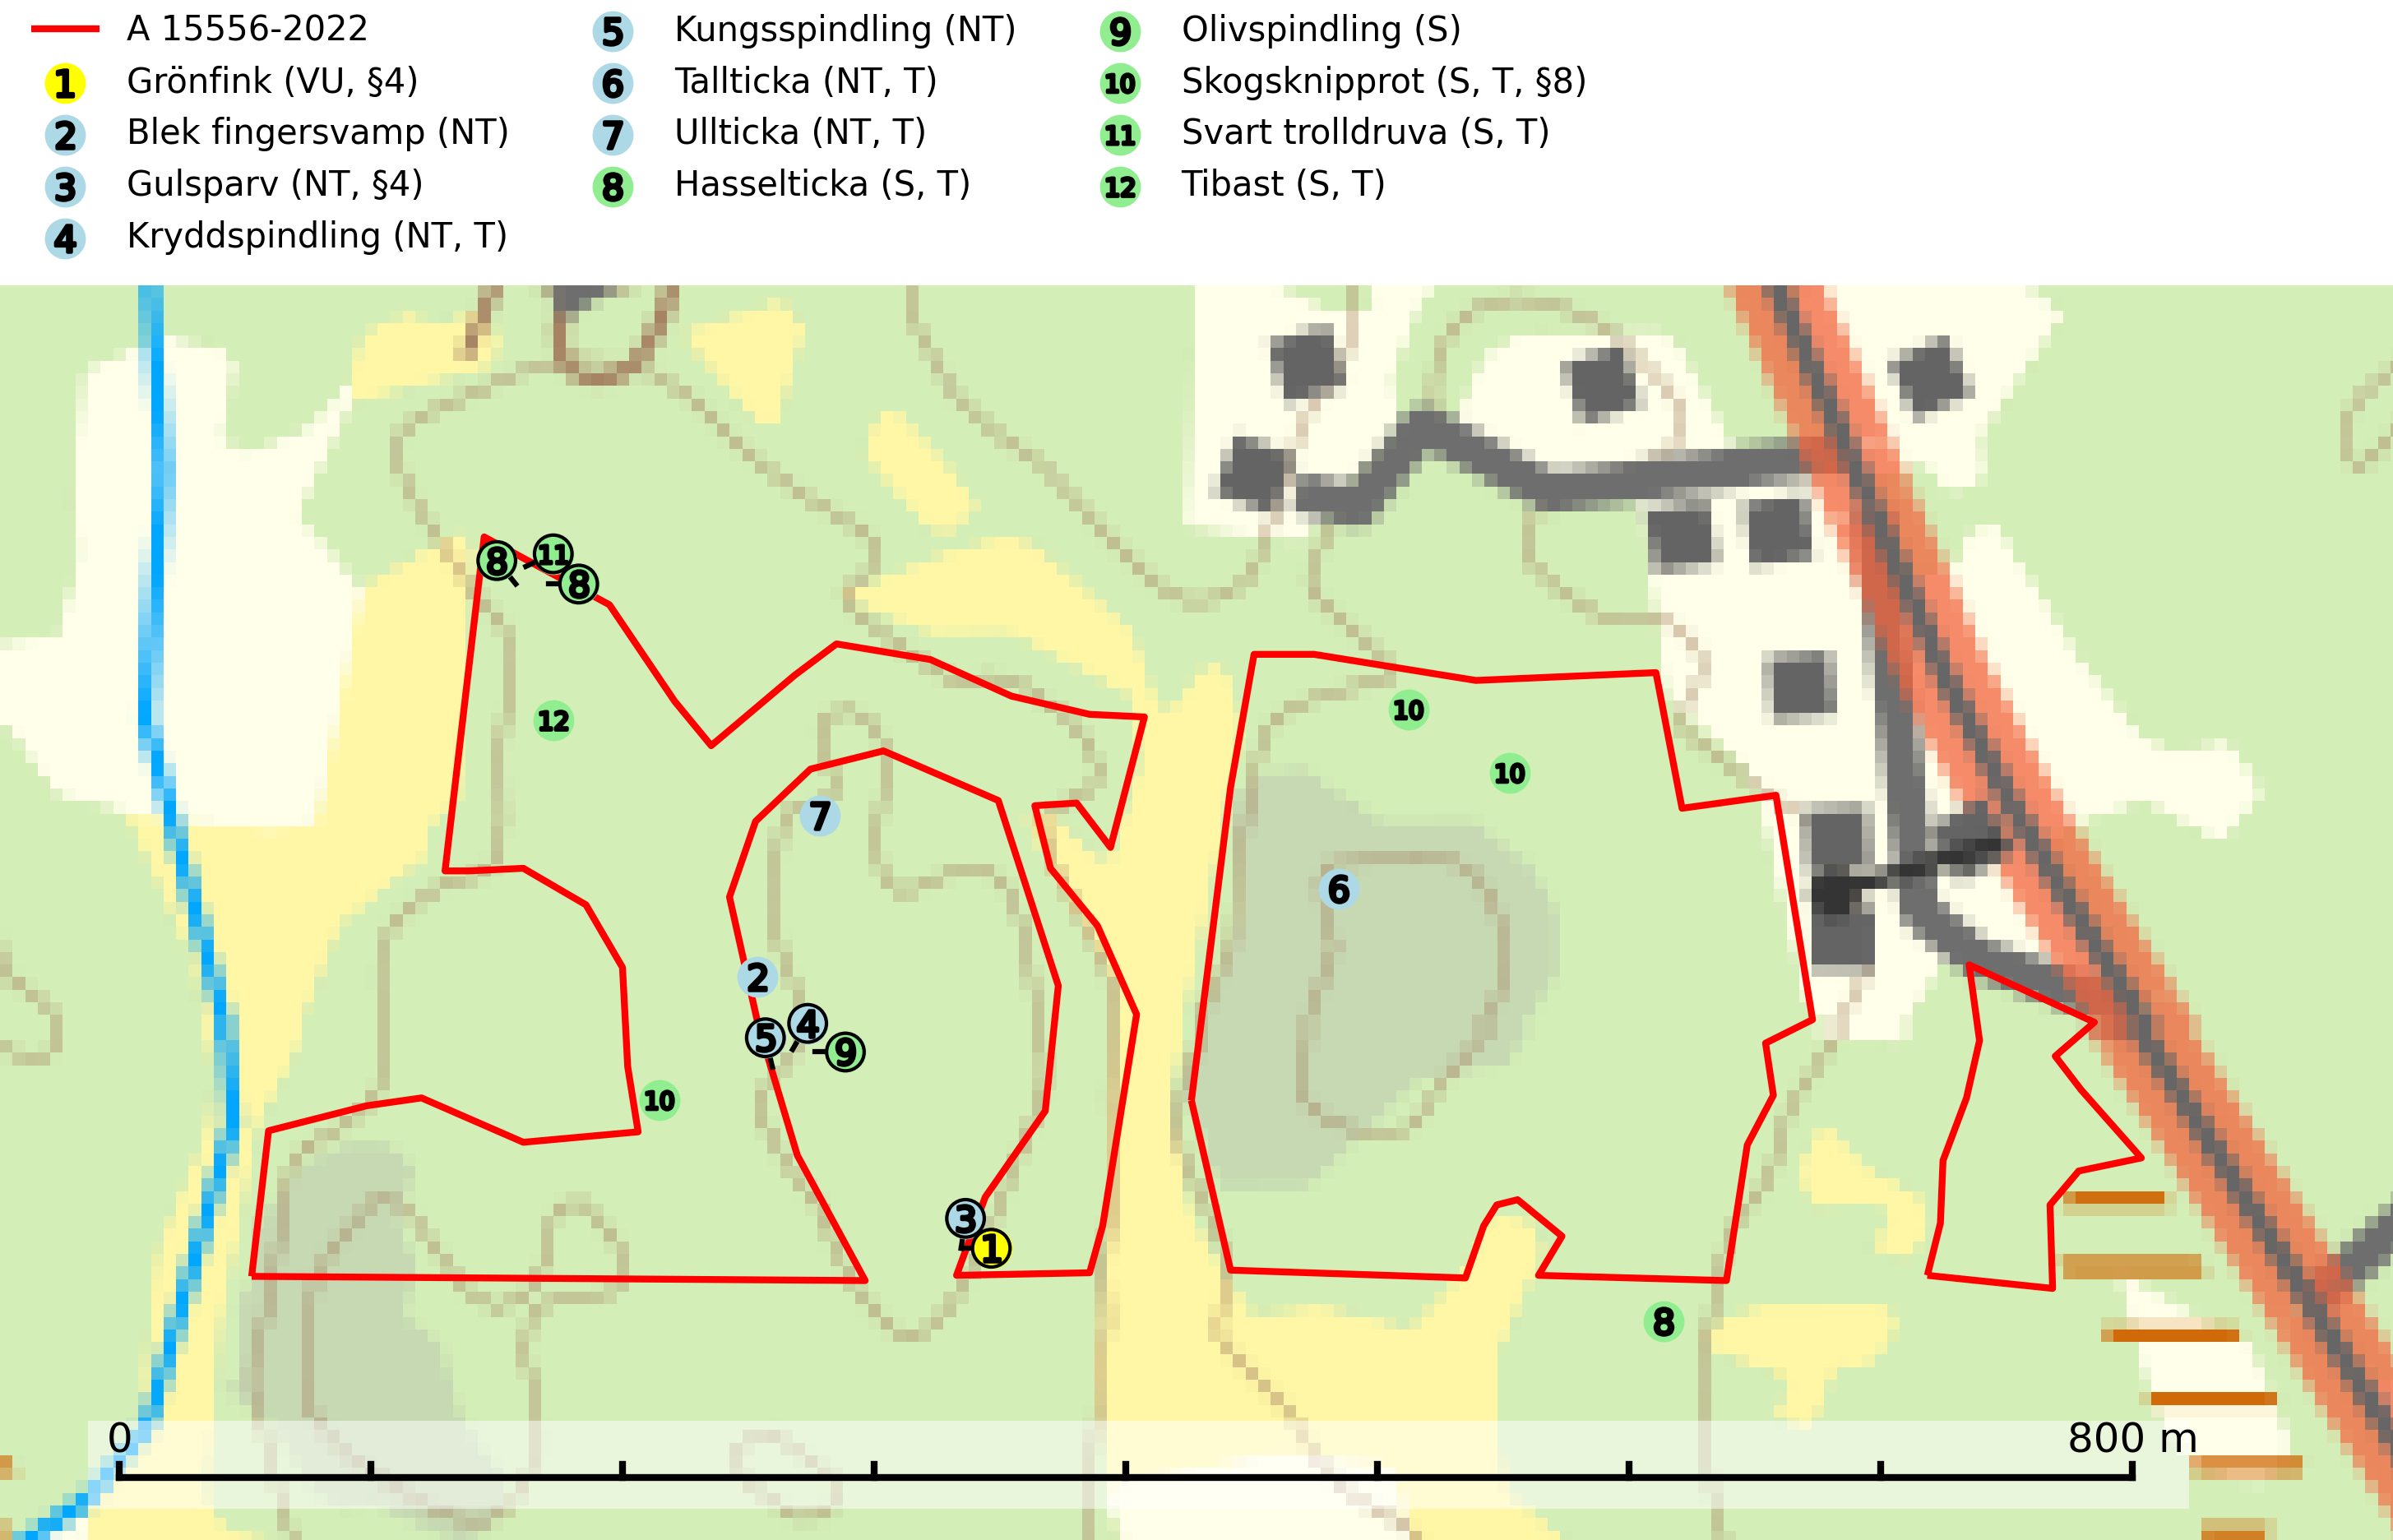 A 15556-2022
1 Grönfink (VU, §4)
2 Blek fingersvamp (NT)
3 Gulsparv (NT, §4)
4 Kryddspindling (NT, T)
5 Kungsspindling (NT)
6 Tallticka (NT, T)
7 Ullticka (NT, T)
8 Hasselticka (S, T)
9 Olivspindling (S)
10 Skogsknipprot (S, T, §8)
11 Svart trolldruva (S, T)
12 Tibast (S, T)
8
11
8
12
10
10
7
6
2
4
5
9
10
3
1
8
0
800 m